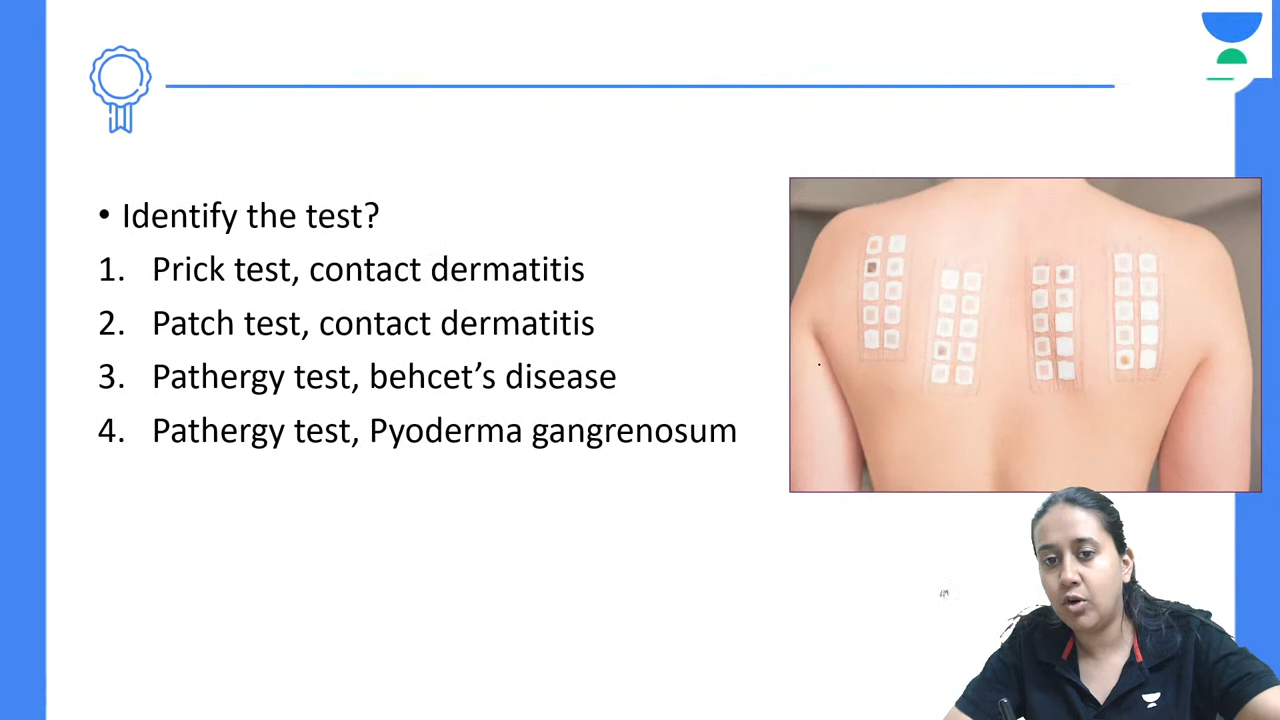 • Identify the test?
1. Prick test, contact dermatitis
2. Patch test, contact dermatitis
3. Pathergy test, behcet’s disease
4. Pathergy test, Pyoderma gangrenosum